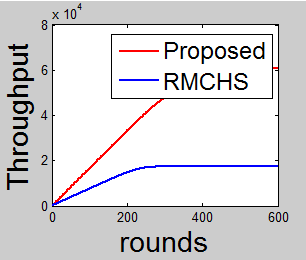 x 10^4
8
Proposed
RMCHS
6
4
2
0
0 200 400 600
Throughput
rounds